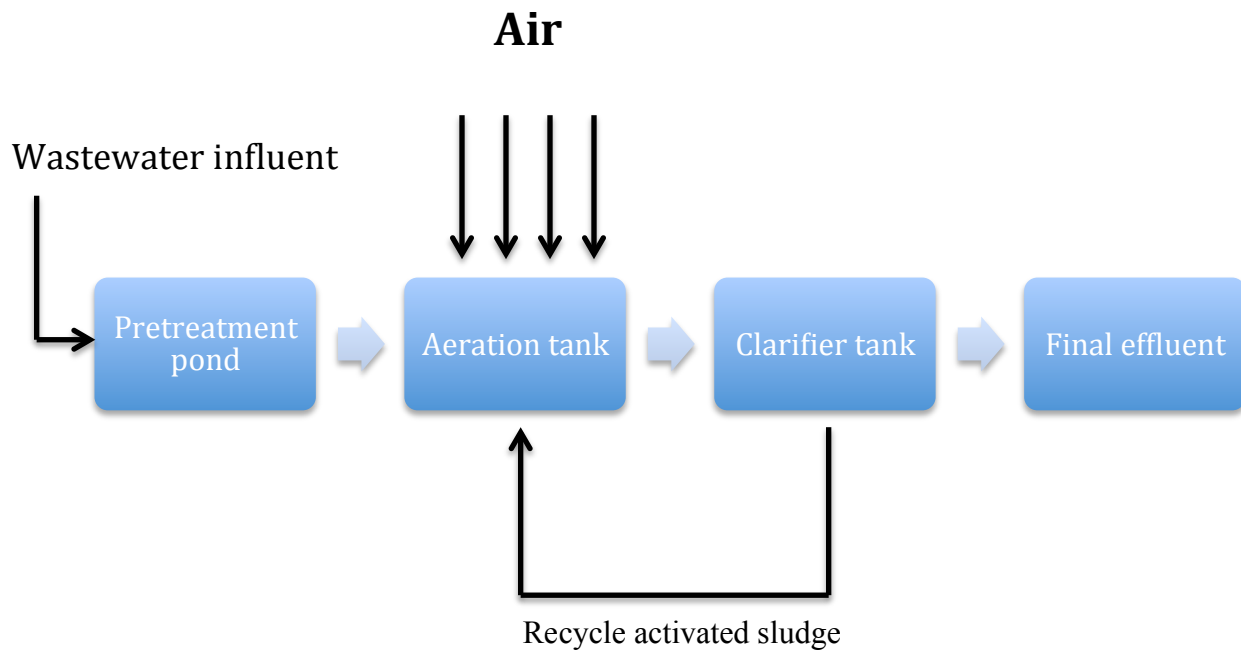 Air
Wastewater influent
Pretreatment
pond
Aeration tank
Clarifier tank
Final effluent
Recycle activated sludge